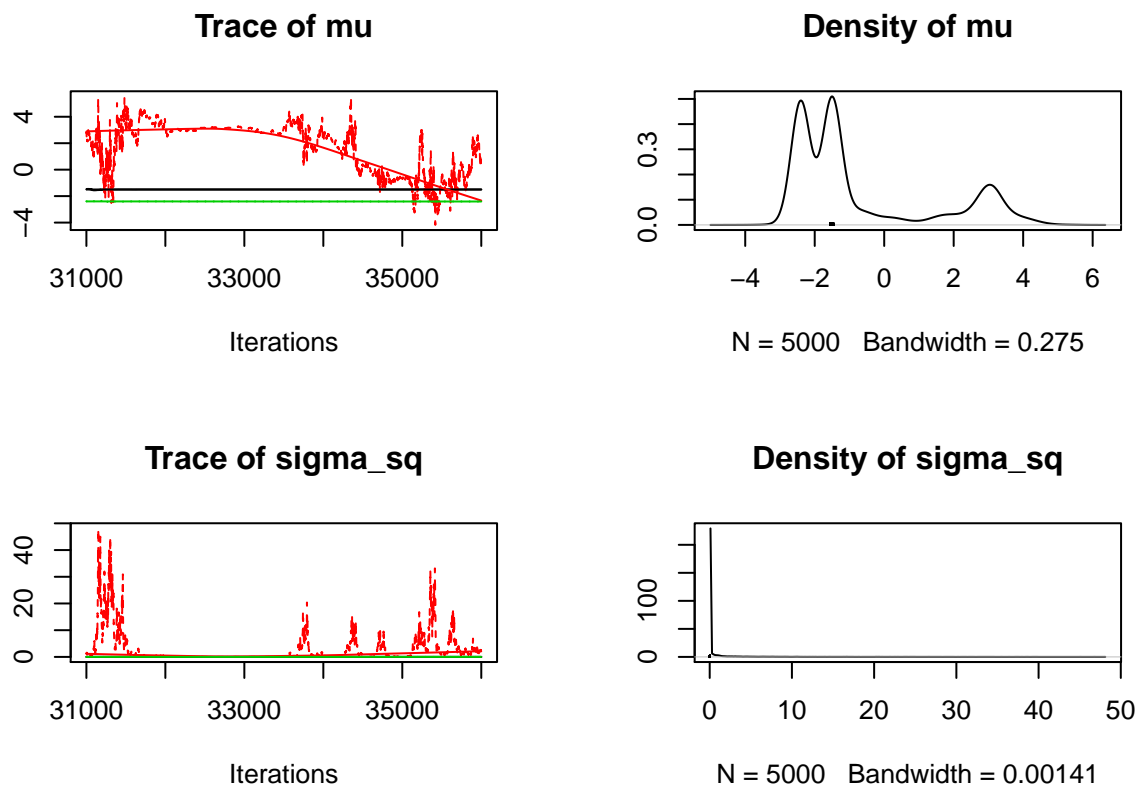 Trace of mu
4
0
−4
31000 33000 35000
Iterations
Density of mu
0.3
0.0
−4 −2 0 2 4 6
N = 5000 Bandwidth = 0.275
Trace of sigma_sq
40
20
0
31000 33000 35000
Iterations
Density of sigma_sq
100
0
0 10 20 30 40 50
N = 5000 Bandwidth = 0.00141